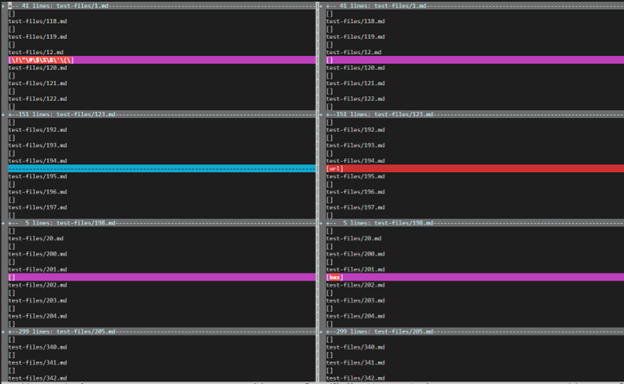 +-- 41 lines: test-files/1.md
[]
test-files/118.md
[]
test-files/119.md
[]
test-files/12.md
[\!\"\#\$\%\&\'\(\]
test-files/120.md
[]
test-files/121.md
[]
test-files/122.md
[]
+--151 lines: test-files/123.md
[]
test-files/192.md
[]
test-files/193.md
[]
test-files/194.md
test-files/195.md
[]
test-files/196.md
[]
test-files/197.md
[]
+-- 5 lines: test-files/198.md
[]
test-files/20.md
[]
test-files/200.md
[]
test-files/201.md
[]
test-files/202.md
[]
test-files/203.md
[]
test-files/204.md
[]
+--299 lines: test-files/205.md
[]
test-files/340.md
[]
test-files/341.md
[]
test-files/342.md
+-- 41 lines: test-files/1.md
[]
test-files/118.md
[]
test-files/119.md
[]
test-files/12.md
[]
test-files/120.md
[]
test-files/121.md
[]
test-files/122.md
[]
+--151 lines: test-files/123.md
[]
test-files/192.md
[]
test-files/193.md
[]
test-files/194.md
[url]
test-files/195.md
[]
test-files/196.md
[]
test-files/197.md
[]
+-- 5 lines: test-files/198.md
[]
test-files/20.md
[]
test-files/200.md
[]
test-files/201.md
[baz]
test-files/202.md
[]
test-files/203.md
[]
test-files/204.md
[]
+--299 lines: test-files/205.md
[]
test-files/340.md
[]
test-files/341.md
[]
test-files/342.md